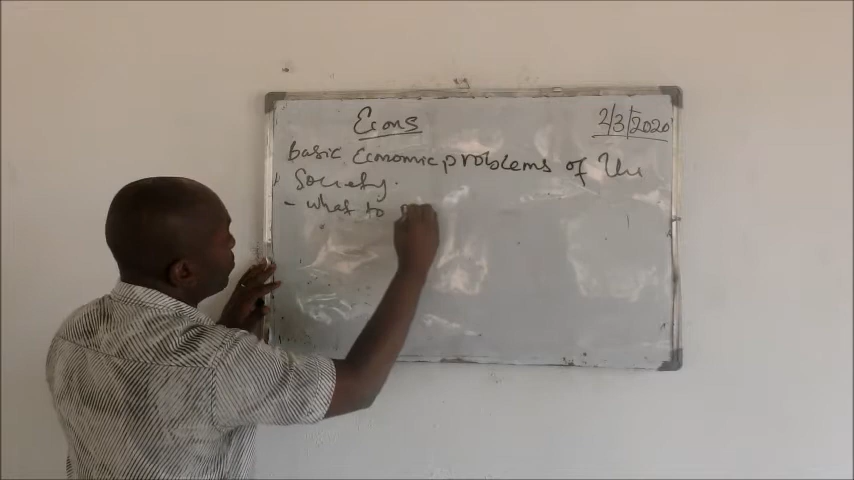 Econs
2/3/2020
basic Economic problems of the
Society.
- what to